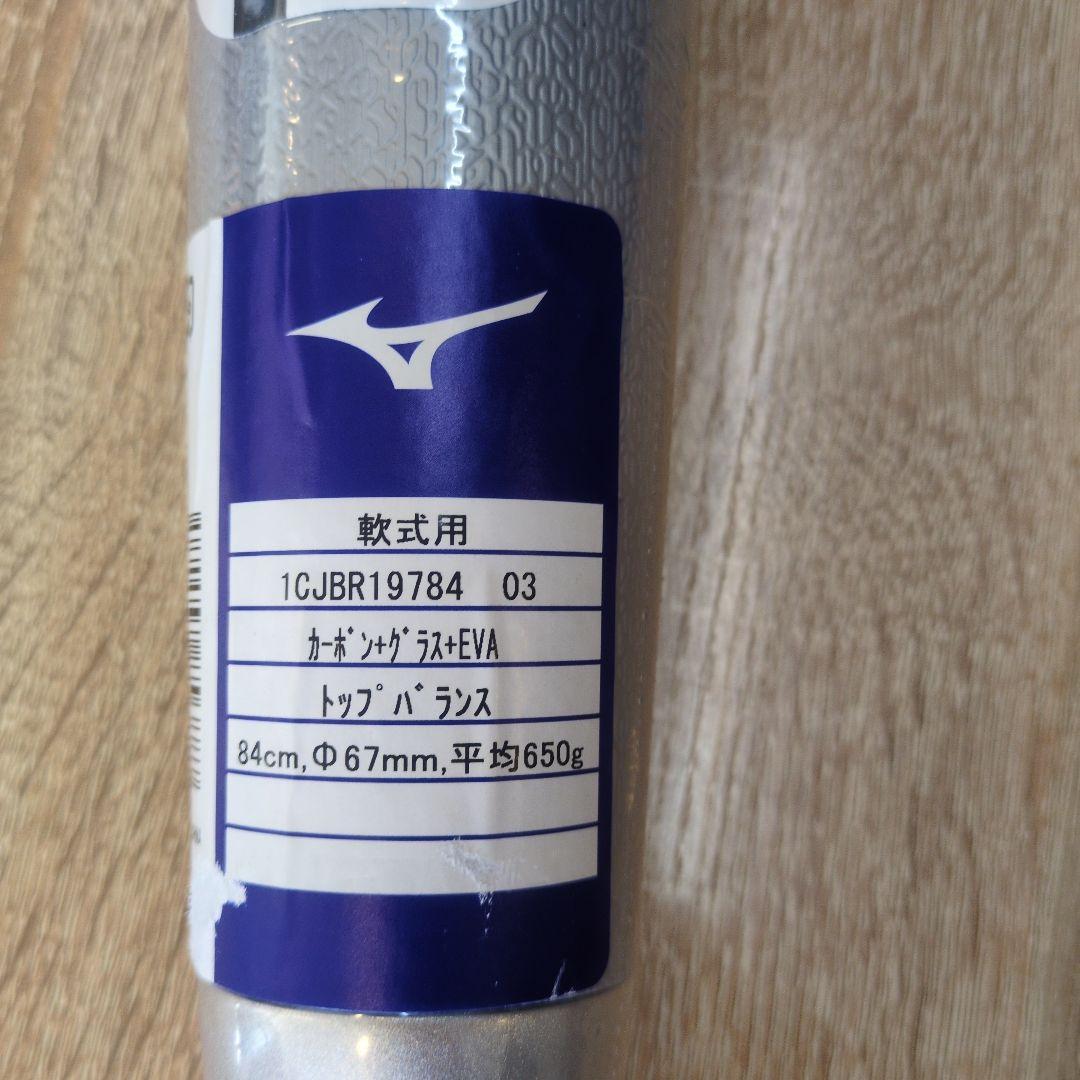 軟式用
1CJBR19784 03
ｶｰﾎﾞﾝ+ｸﾞﾗｽ+EVA
ﾄｯﾌﾟﾊﾞﾗﾝｽ
84cm,Φ67mm,平均650g